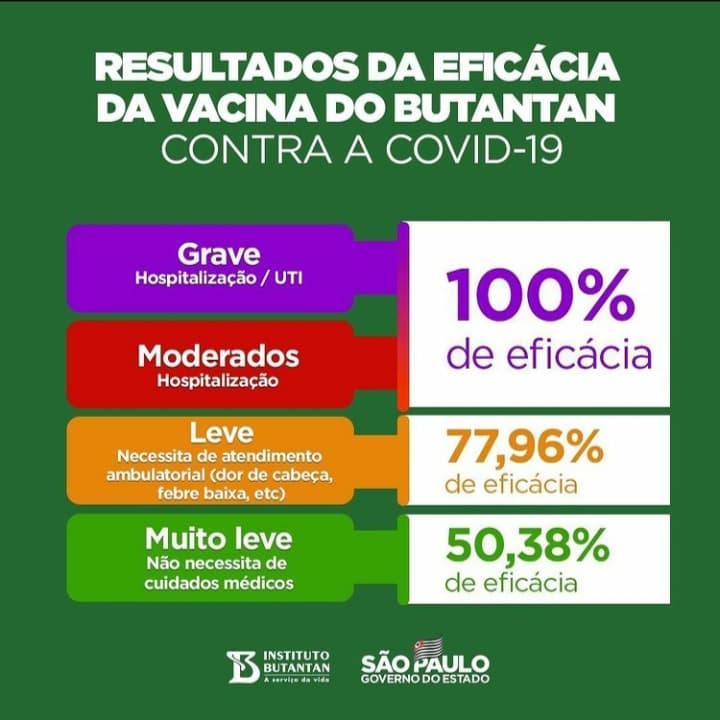 RESULTADOS DA EFICÁCIA
DA VACINA DO BUTANTAN
CONTRA A COVID-19
Grave
Hospitalização / UTI
Moderados
Hospitalização
100%
de eficácia
Leve
Necessita de atendimento
ambulatorial (dor de cabeça,
febre baixa, etc)
77,96%
de eficácia
Muito leve
Não necessita de
cuidados médicos
50,38%
de eficácia
INSTITUTO
BUTANTAN
A serviço da vida
SÃO PAULO
GOVERNO DO ESTADO